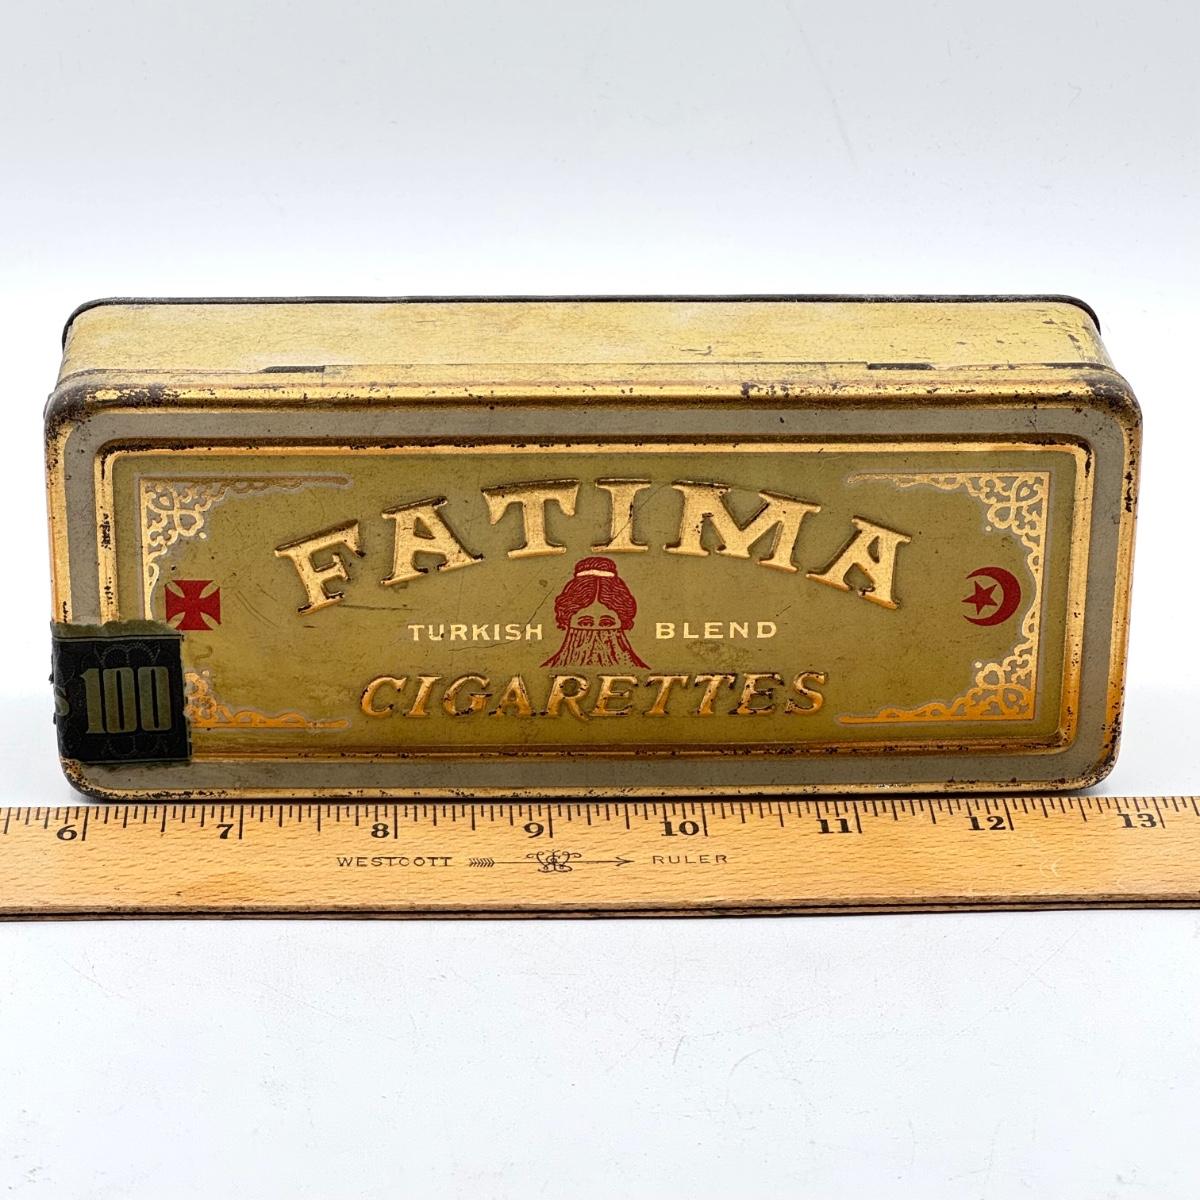 FATIMA
TURKISH BLEND
CIGARETTES
100
6 7 8 9 10 11 12 13
WESTCOTT RULER